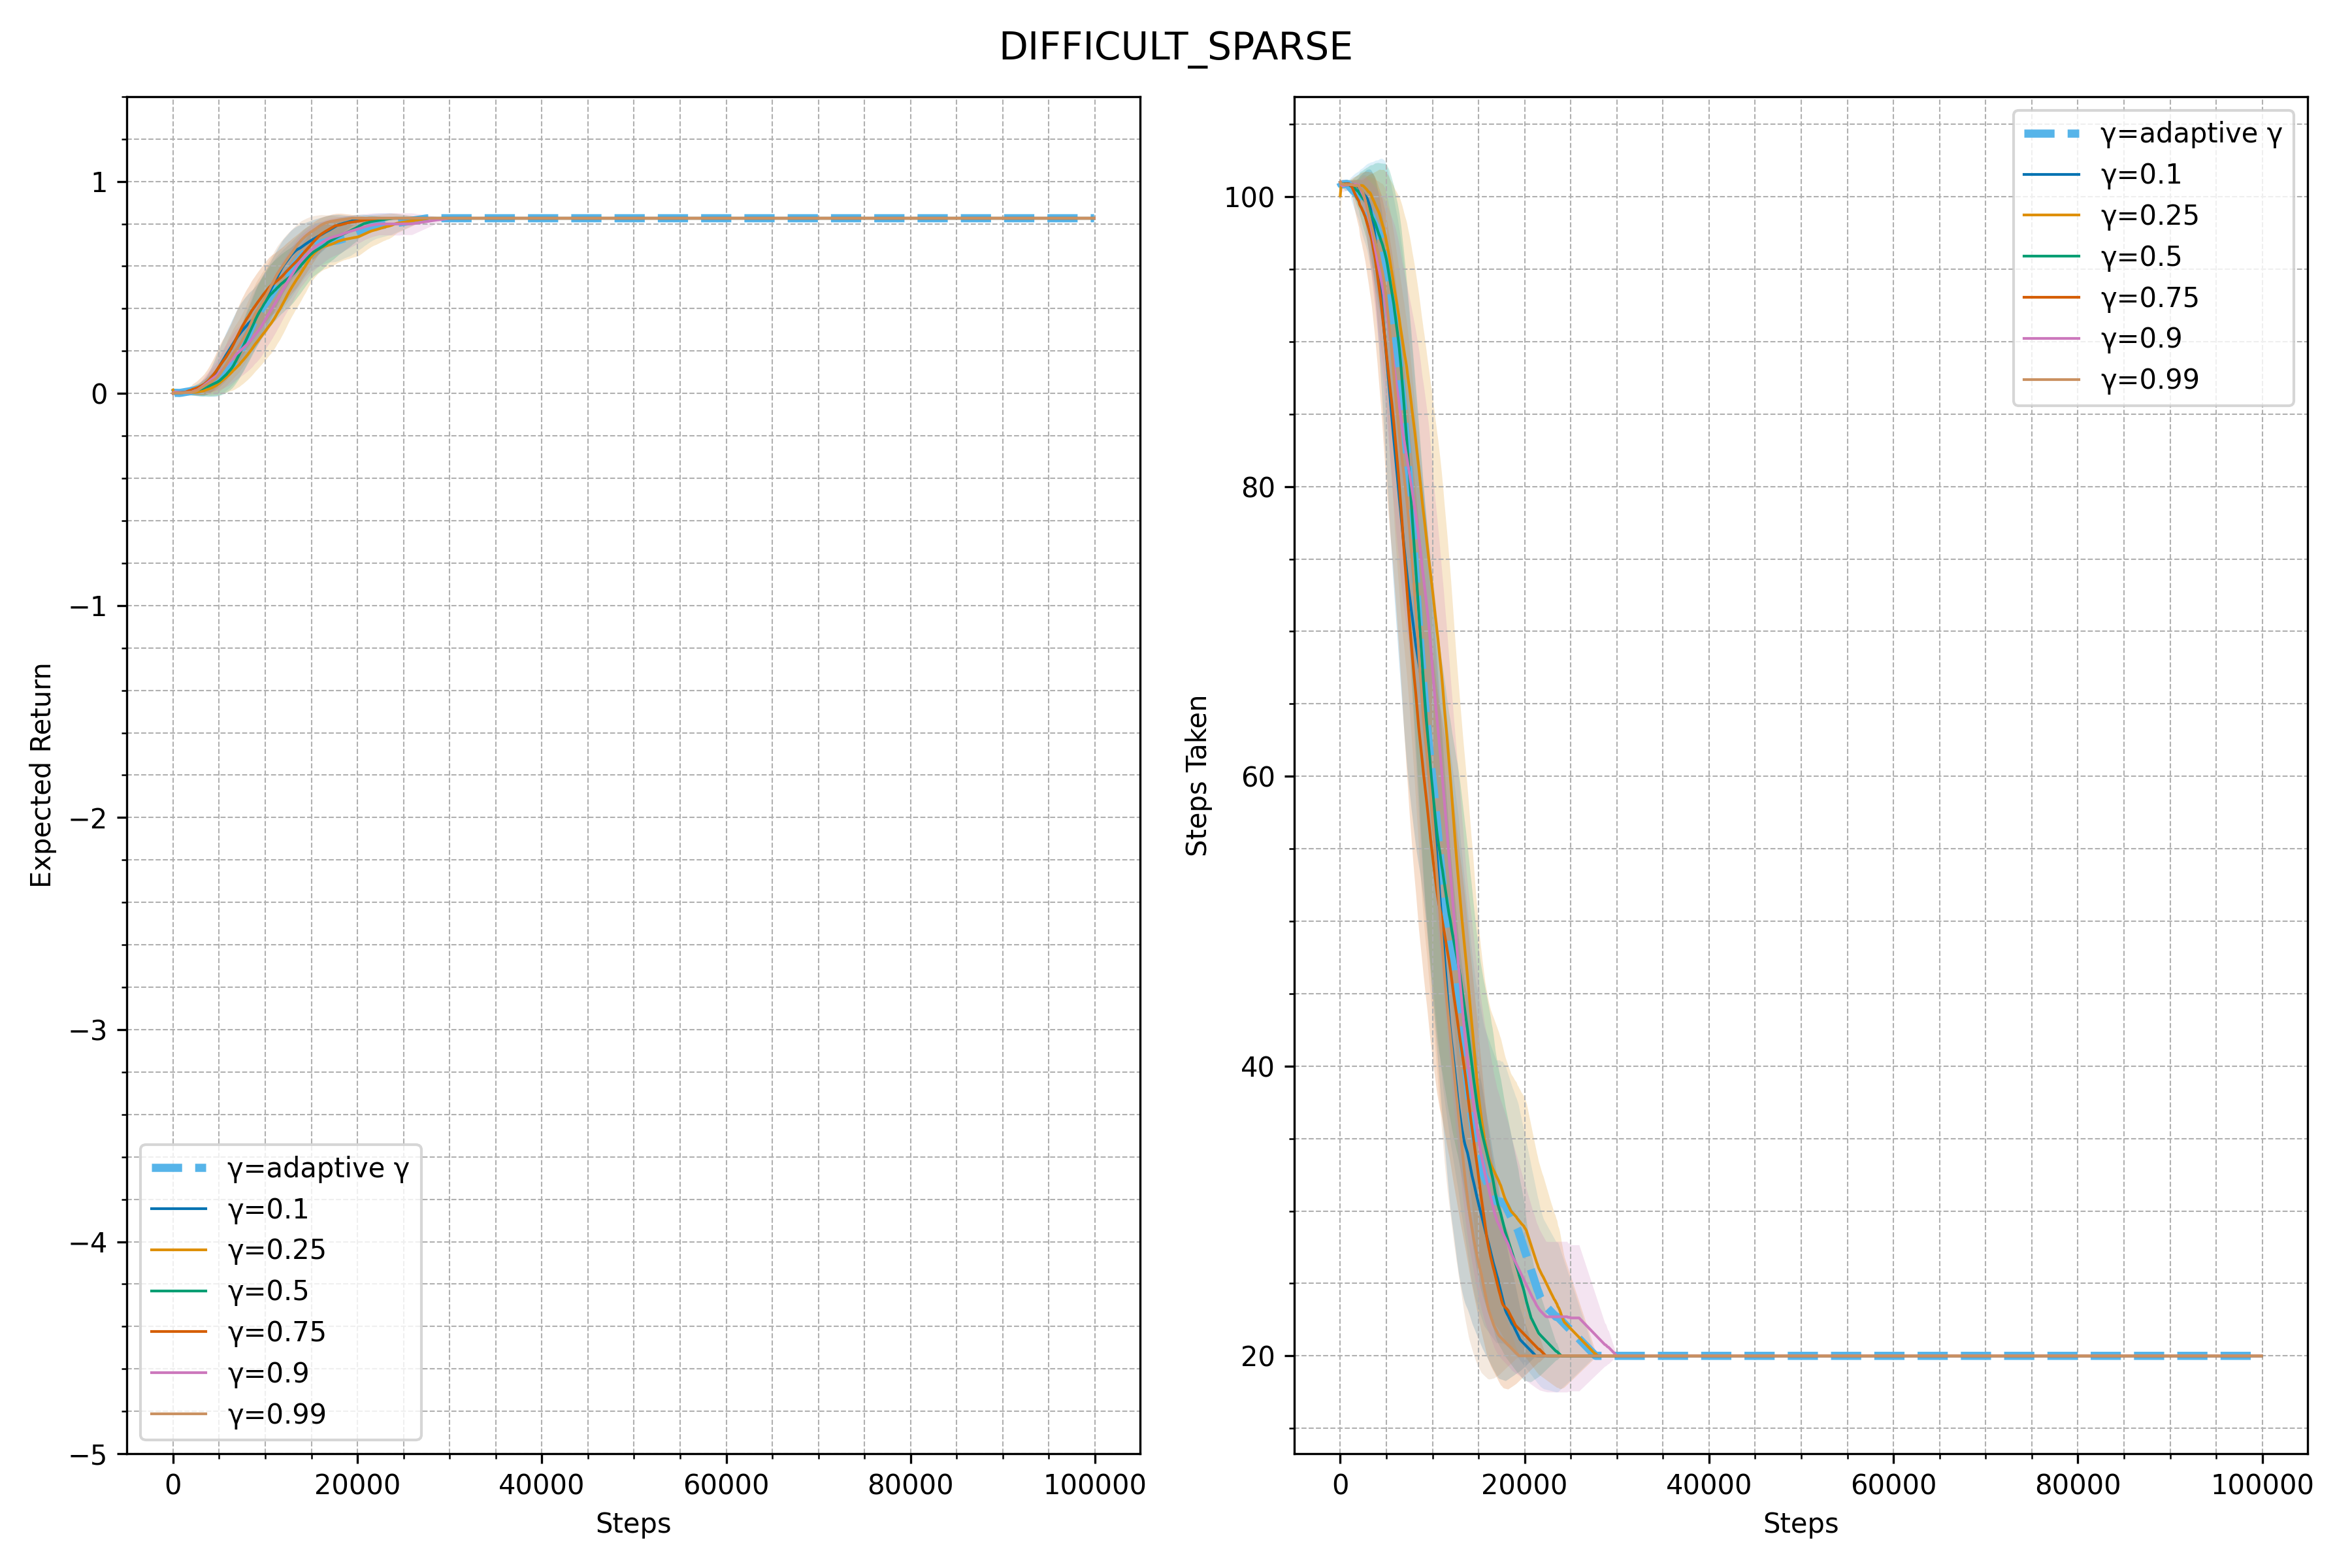 DIFFICULT_SPARSE
Expected Return
1
0
−1
−2
−3
−4
−5
γ=adaptive γ
γ=0.1
γ=0.25
γ=0.5
γ=0.75
γ=0.9
γ=0.99
0
20000
40000
60000
80000
100000
Steps
Steps Taken
100
80
60
40
20
γ=adaptive γ
γ=0.1
γ=0.25
γ=0.5
γ=0.75
γ=0.9
γ=0.99
0
20000
40000
60000
80000
100000
Steps